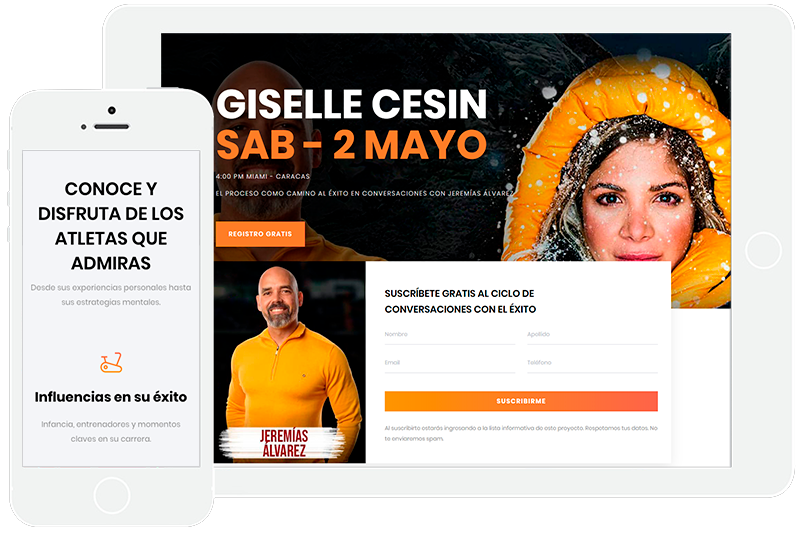 CONOCE Y
DISFRUTA DE LOS
ATLETAS QUE
ADMIRAS
Desde sus experiencias personales hasta
sus estrategias mentales.
Influencias en su éxito
Infancia, entrenadores y momentos
claves en su carrera.
GISELLE CESIN
SAB - 2 MAYO
4:00 PM MIAMI - CARACAS
EL PROCESO COMO CAMINO AL ÉXITO EN CONVERSACIONES CON JEREMÍAS ÁLVAREZ
REGISTRO GRATIS
JEREMÍAS
ÁLVAREZ
SUSCRÍBETE GRATIS AL CICLO DE
CONVERSACIONES CON EL ÉXITO
Nombre Apellido
Email Teléfono
SUSCRIBIRME
Al suscribirte estarás ingresando a la lista informativa de este proyecto. Respetamos tus datos. No
te enviaremos spam.